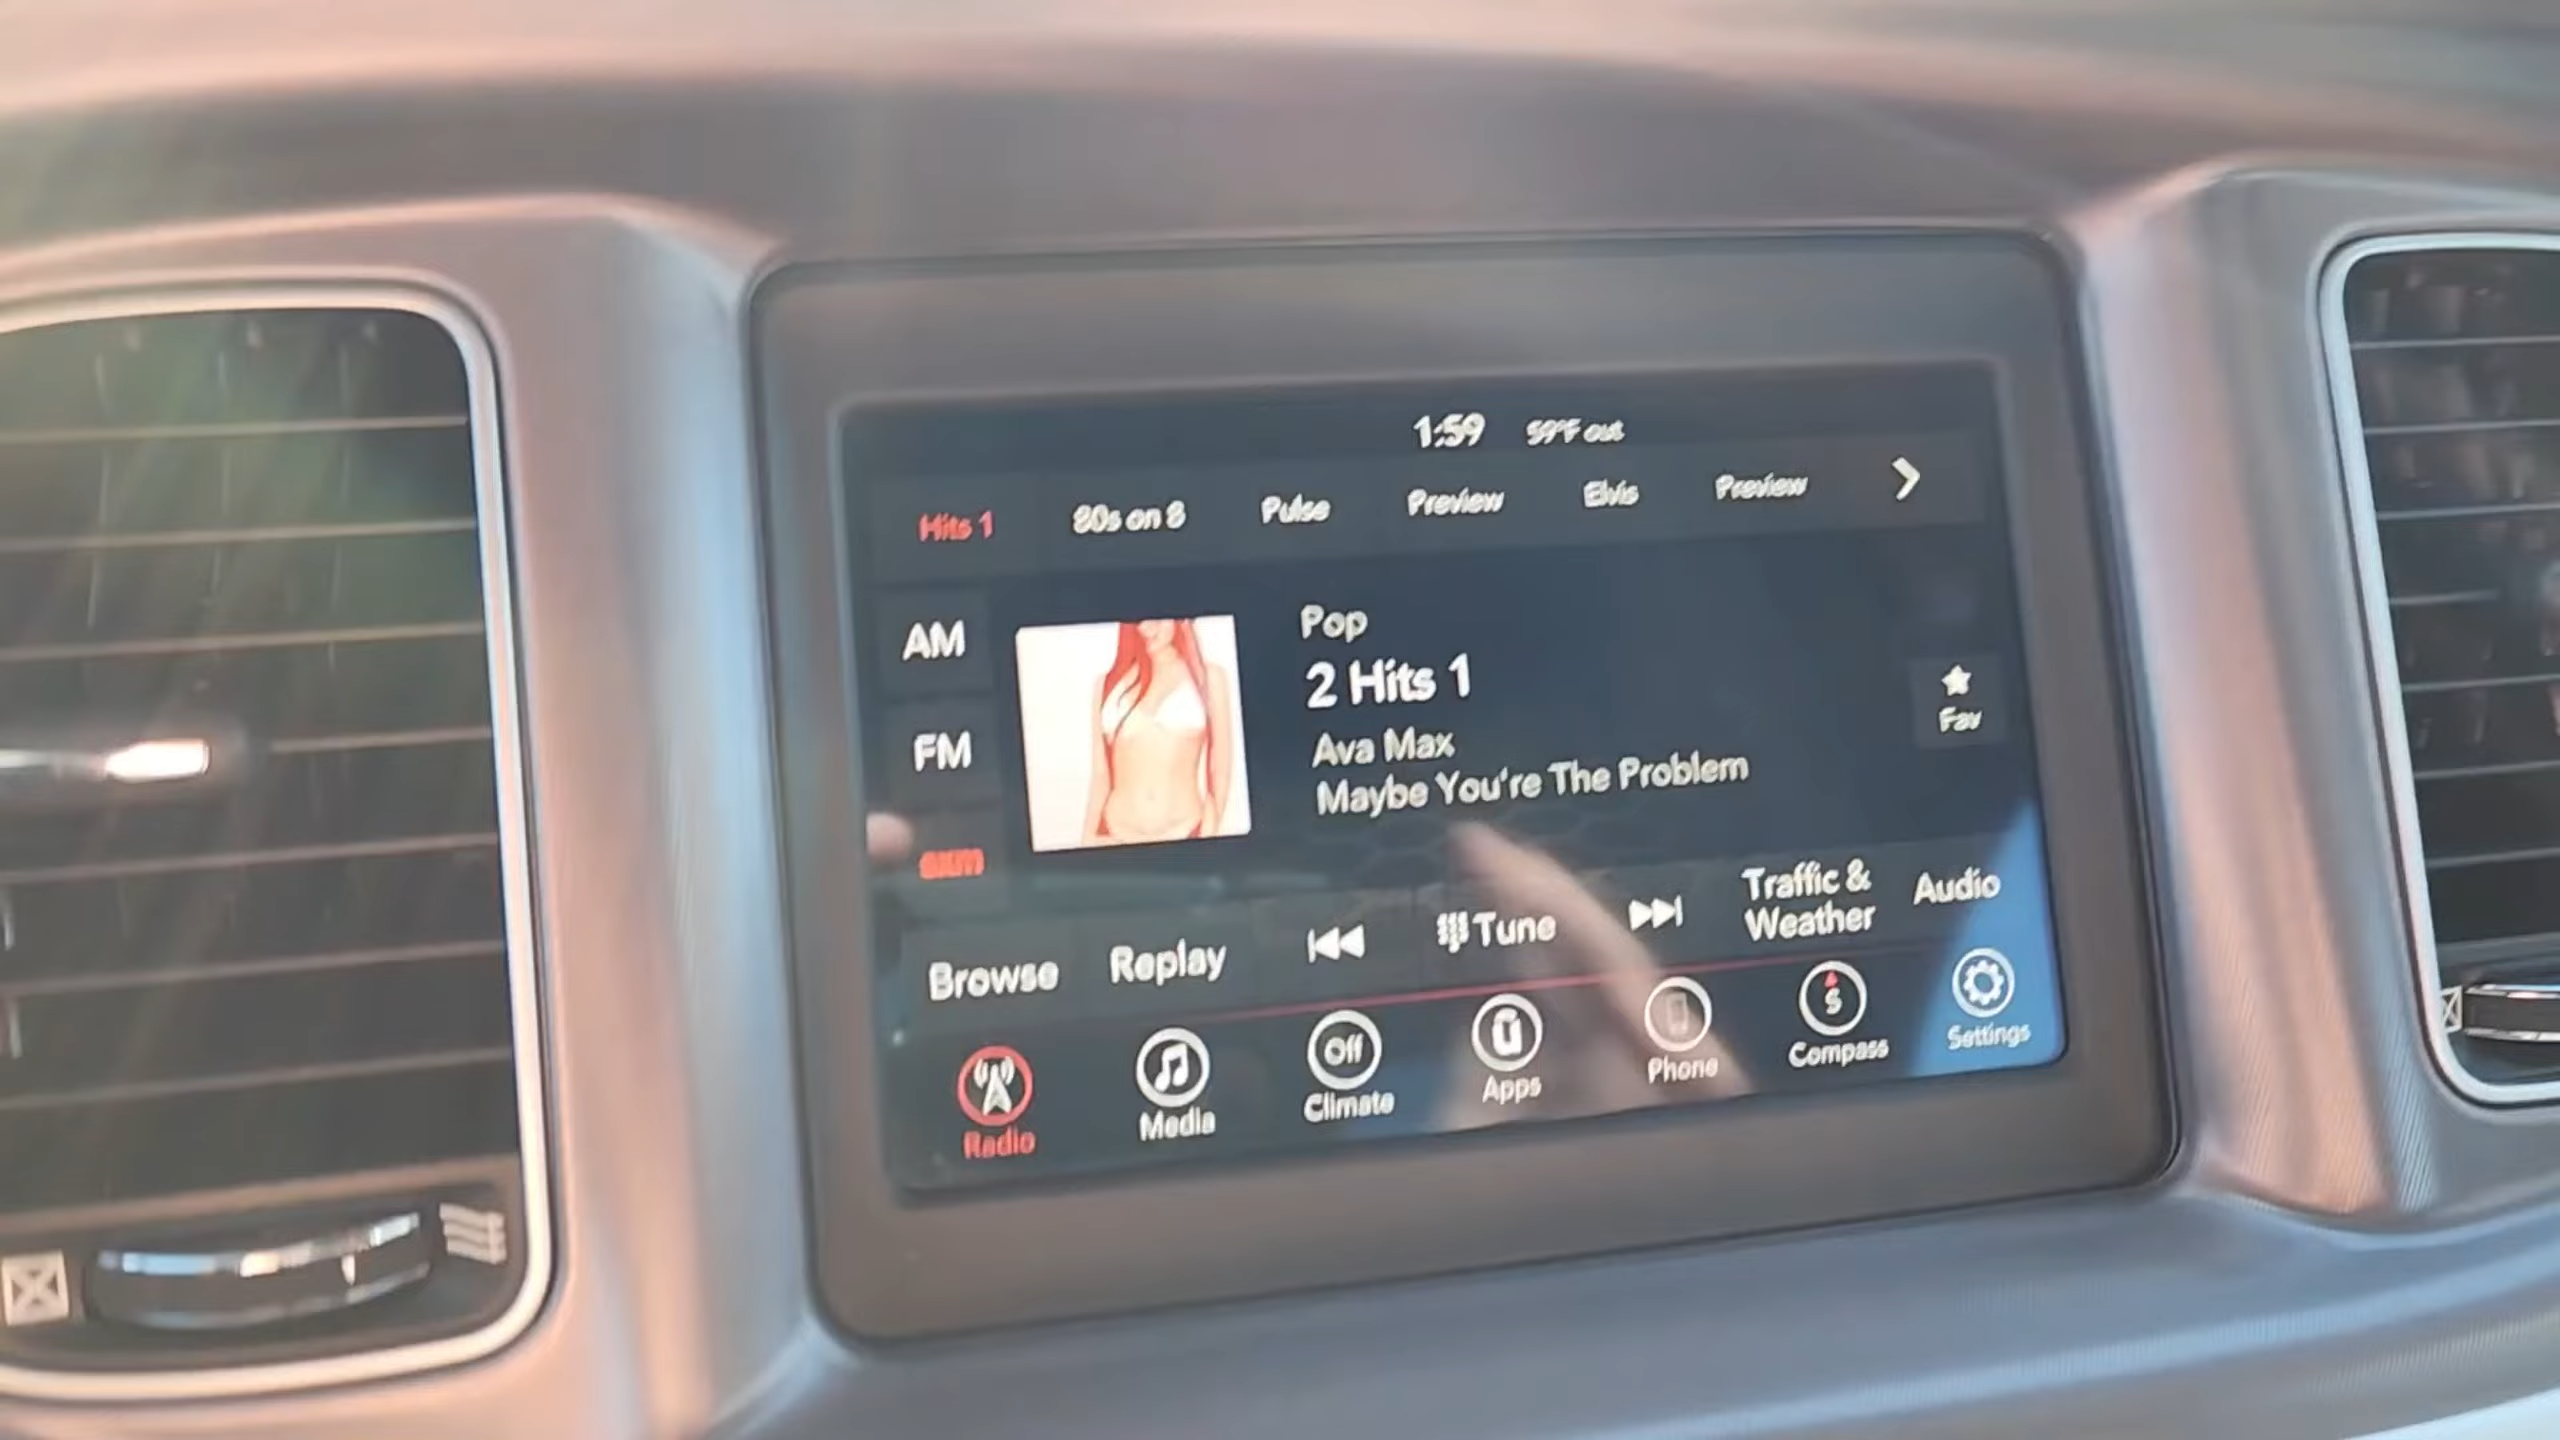 1:59 59°F out
Hits 1 80s on 8 Pulse Preview Elvis Preview
AM
FM
sxm
Pop
2 Hits 1
Ava Max
Maybe You're The Problem
Fav
Browse Replay Tune Traffic & Weather Audio
Radio Media Off Climate Apps Phone S Compass Settings